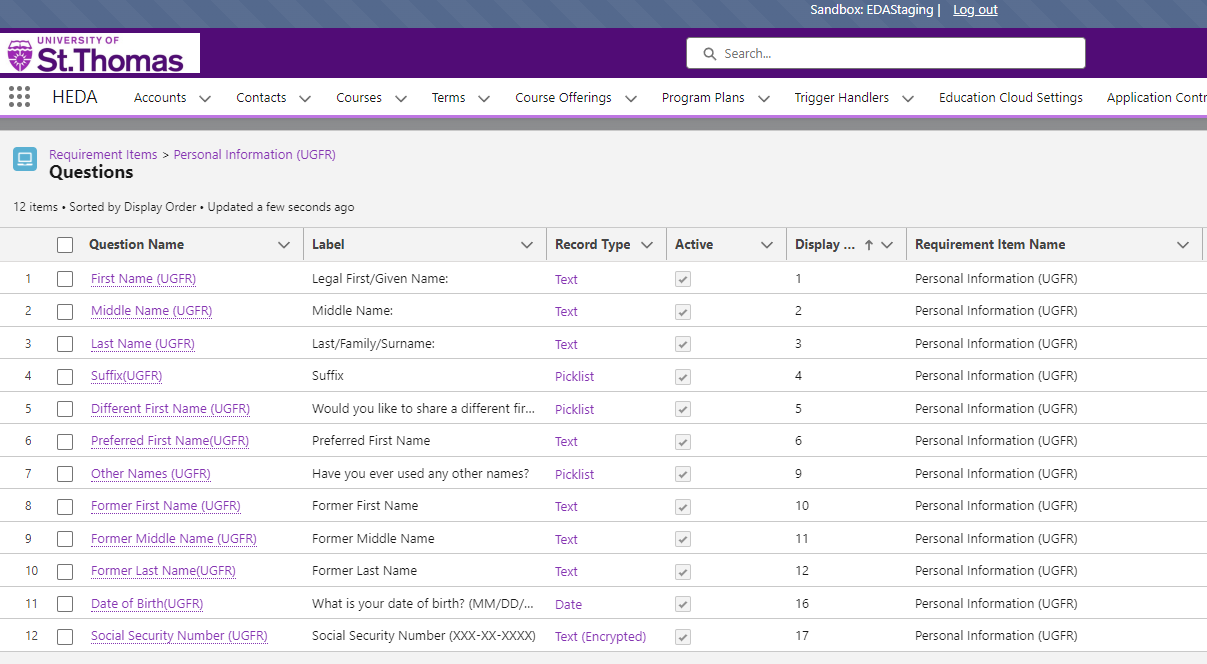 Sandbox: EDAStaging | Log out
UNIVERSITY OF
St.Thomas
Search...
HEDA Accounts Contacts Courses Terms Course Offerings Program Plans Trigger Handlers Education Cloud Settings Application Contr
Requirement Items > Personal Information (UGFR)
Questions
12 items • Sorted by Display Order • Updated a few seconds ago
Question Name Label Record Type Active Display ... ↑ Requirement Item Name
1 First Name (UGFR) Legal First/Given Name: Text 1 Personal Information (UGFR)
2 Middle Name (UGFR) Middle Name: Text 2 Personal Information (UGFR)
3 Last Name (UGFR) Last/Family/Surname: Text 3 Personal Information (UGFR)
4 Suffix(UGFR) Suffix Picklist 4 Personal Information (UGFR)
5 Different First Name (UGFR) Would you like to share a different fir... Picklist 5 Personal Information (UGFR)
6 Preferred First Name(UGFR) Preferred First Name Text 6 Personal Information (UGFR)
7 Other Names (UGFR) Have you ever used any other names? Picklist 9 Personal Information (UGFR)
8 Former First Name (UGFR) Former First Name Text 10 Personal Information (UGFR)
9 Former Middle Name (UGFR) Former Middle Name Text 11 Personal Information (UGFR)
10 Former Last Name(UGFR) Former Last Name Text 12 Personal Information (UGFR)
11 Date of Birth(UGFR) What is your date of birth? (MM/DD/... Date 16 Personal Information (UGFR)
12 Social Security Number (UGFR) Social Security Number (XXX-XX-XXXX) Text (Encrypted) 17 Personal Information (UGFR)